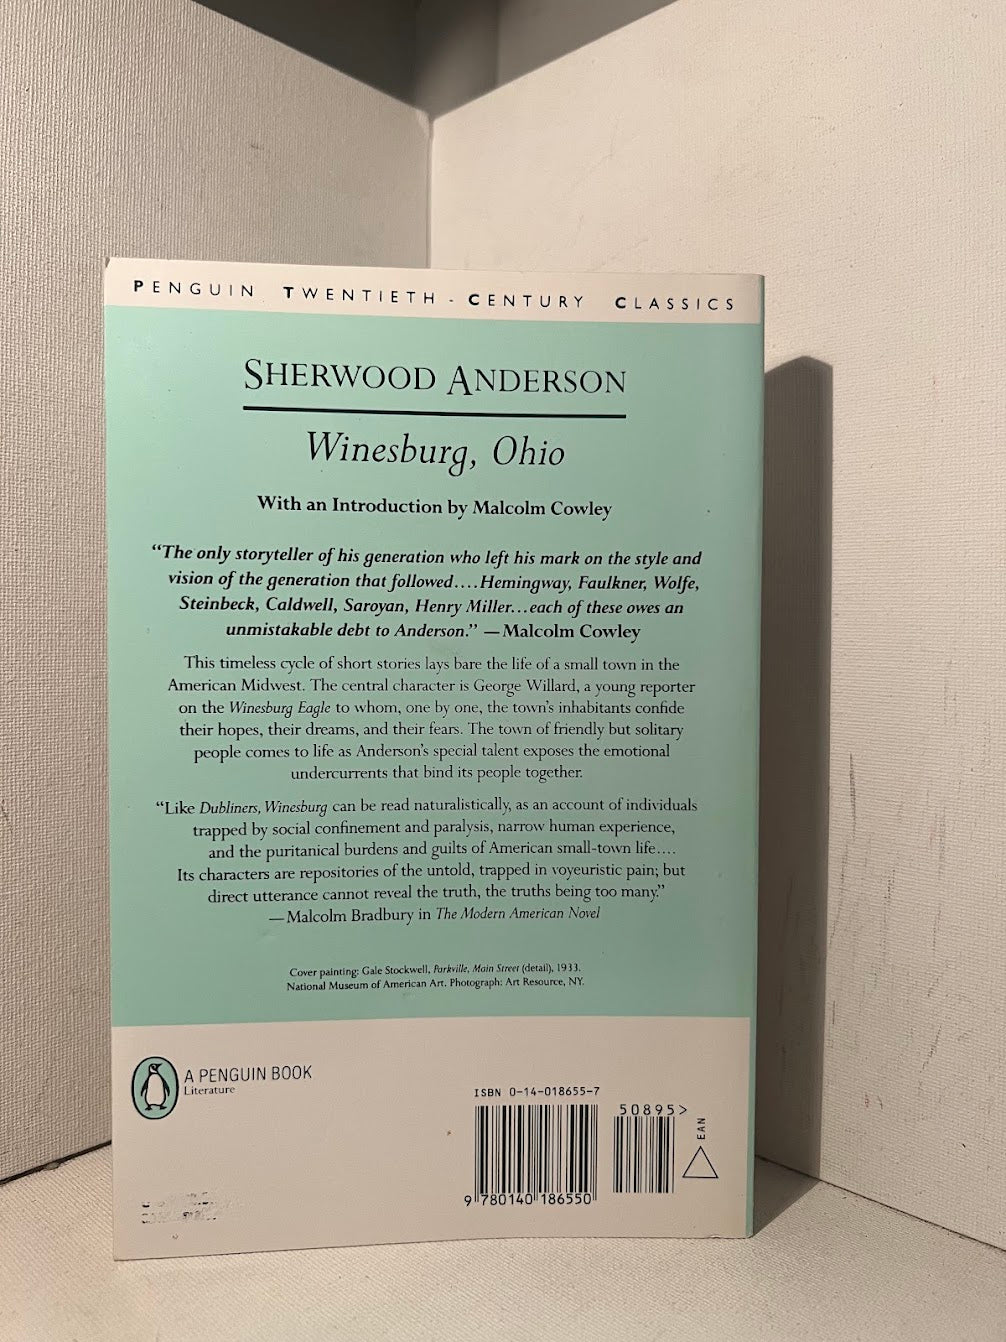 PENGUIN TWENTIETH-CENTURY CLASSICS
SHERWOOD ANDERSON
Winesburg, Ohio
With an Introduction by Malcolm Cowley
“The only storyteller of his generation who left his mark on the style and
vision of the generation that followed....Hemingway, Faulkner, Wolfe,
Steinbeck, Caldwell, Saroyan, Henry Miller...each of these owes an
unmistakable debt to Anderson.” —Malcolm Cowley
This timeless cycle of short stories lays bare the life of a small town in the
American Midwest. The central character is George Willard, a young reporter
on the Winesburg Eagle to whom, one by one, the town's inhabitants confide
their hopes, their dreams, and their fears. The town of friendly but solitary
people comes to life as Anderson's special talent exposes the emotional
undercurrents that bind its people together.
“Like Dubliners, Winesburg can be read naturalistically, as an account of individuals
trapped by social confinement and paralysis, narrow human experience,
and the puritanical burdens and guilts of American small-town life....
Its characters are repositories of the untold, trapped in voyeuristic pain; but
direct utterance cannot reveal the truth, the truths being too many.”
—Malcolm Bradbury in The Modern American Novel
Cover painting: Gale Stockwell, Parkville, Main Street (detail), 1933.
National Museum of American Art. Photograph: Art Resource, NY.
A PENGUIN BOOK
Literature
ISBN 0-14-018655-7
50895>
EAN
9 780140 186550